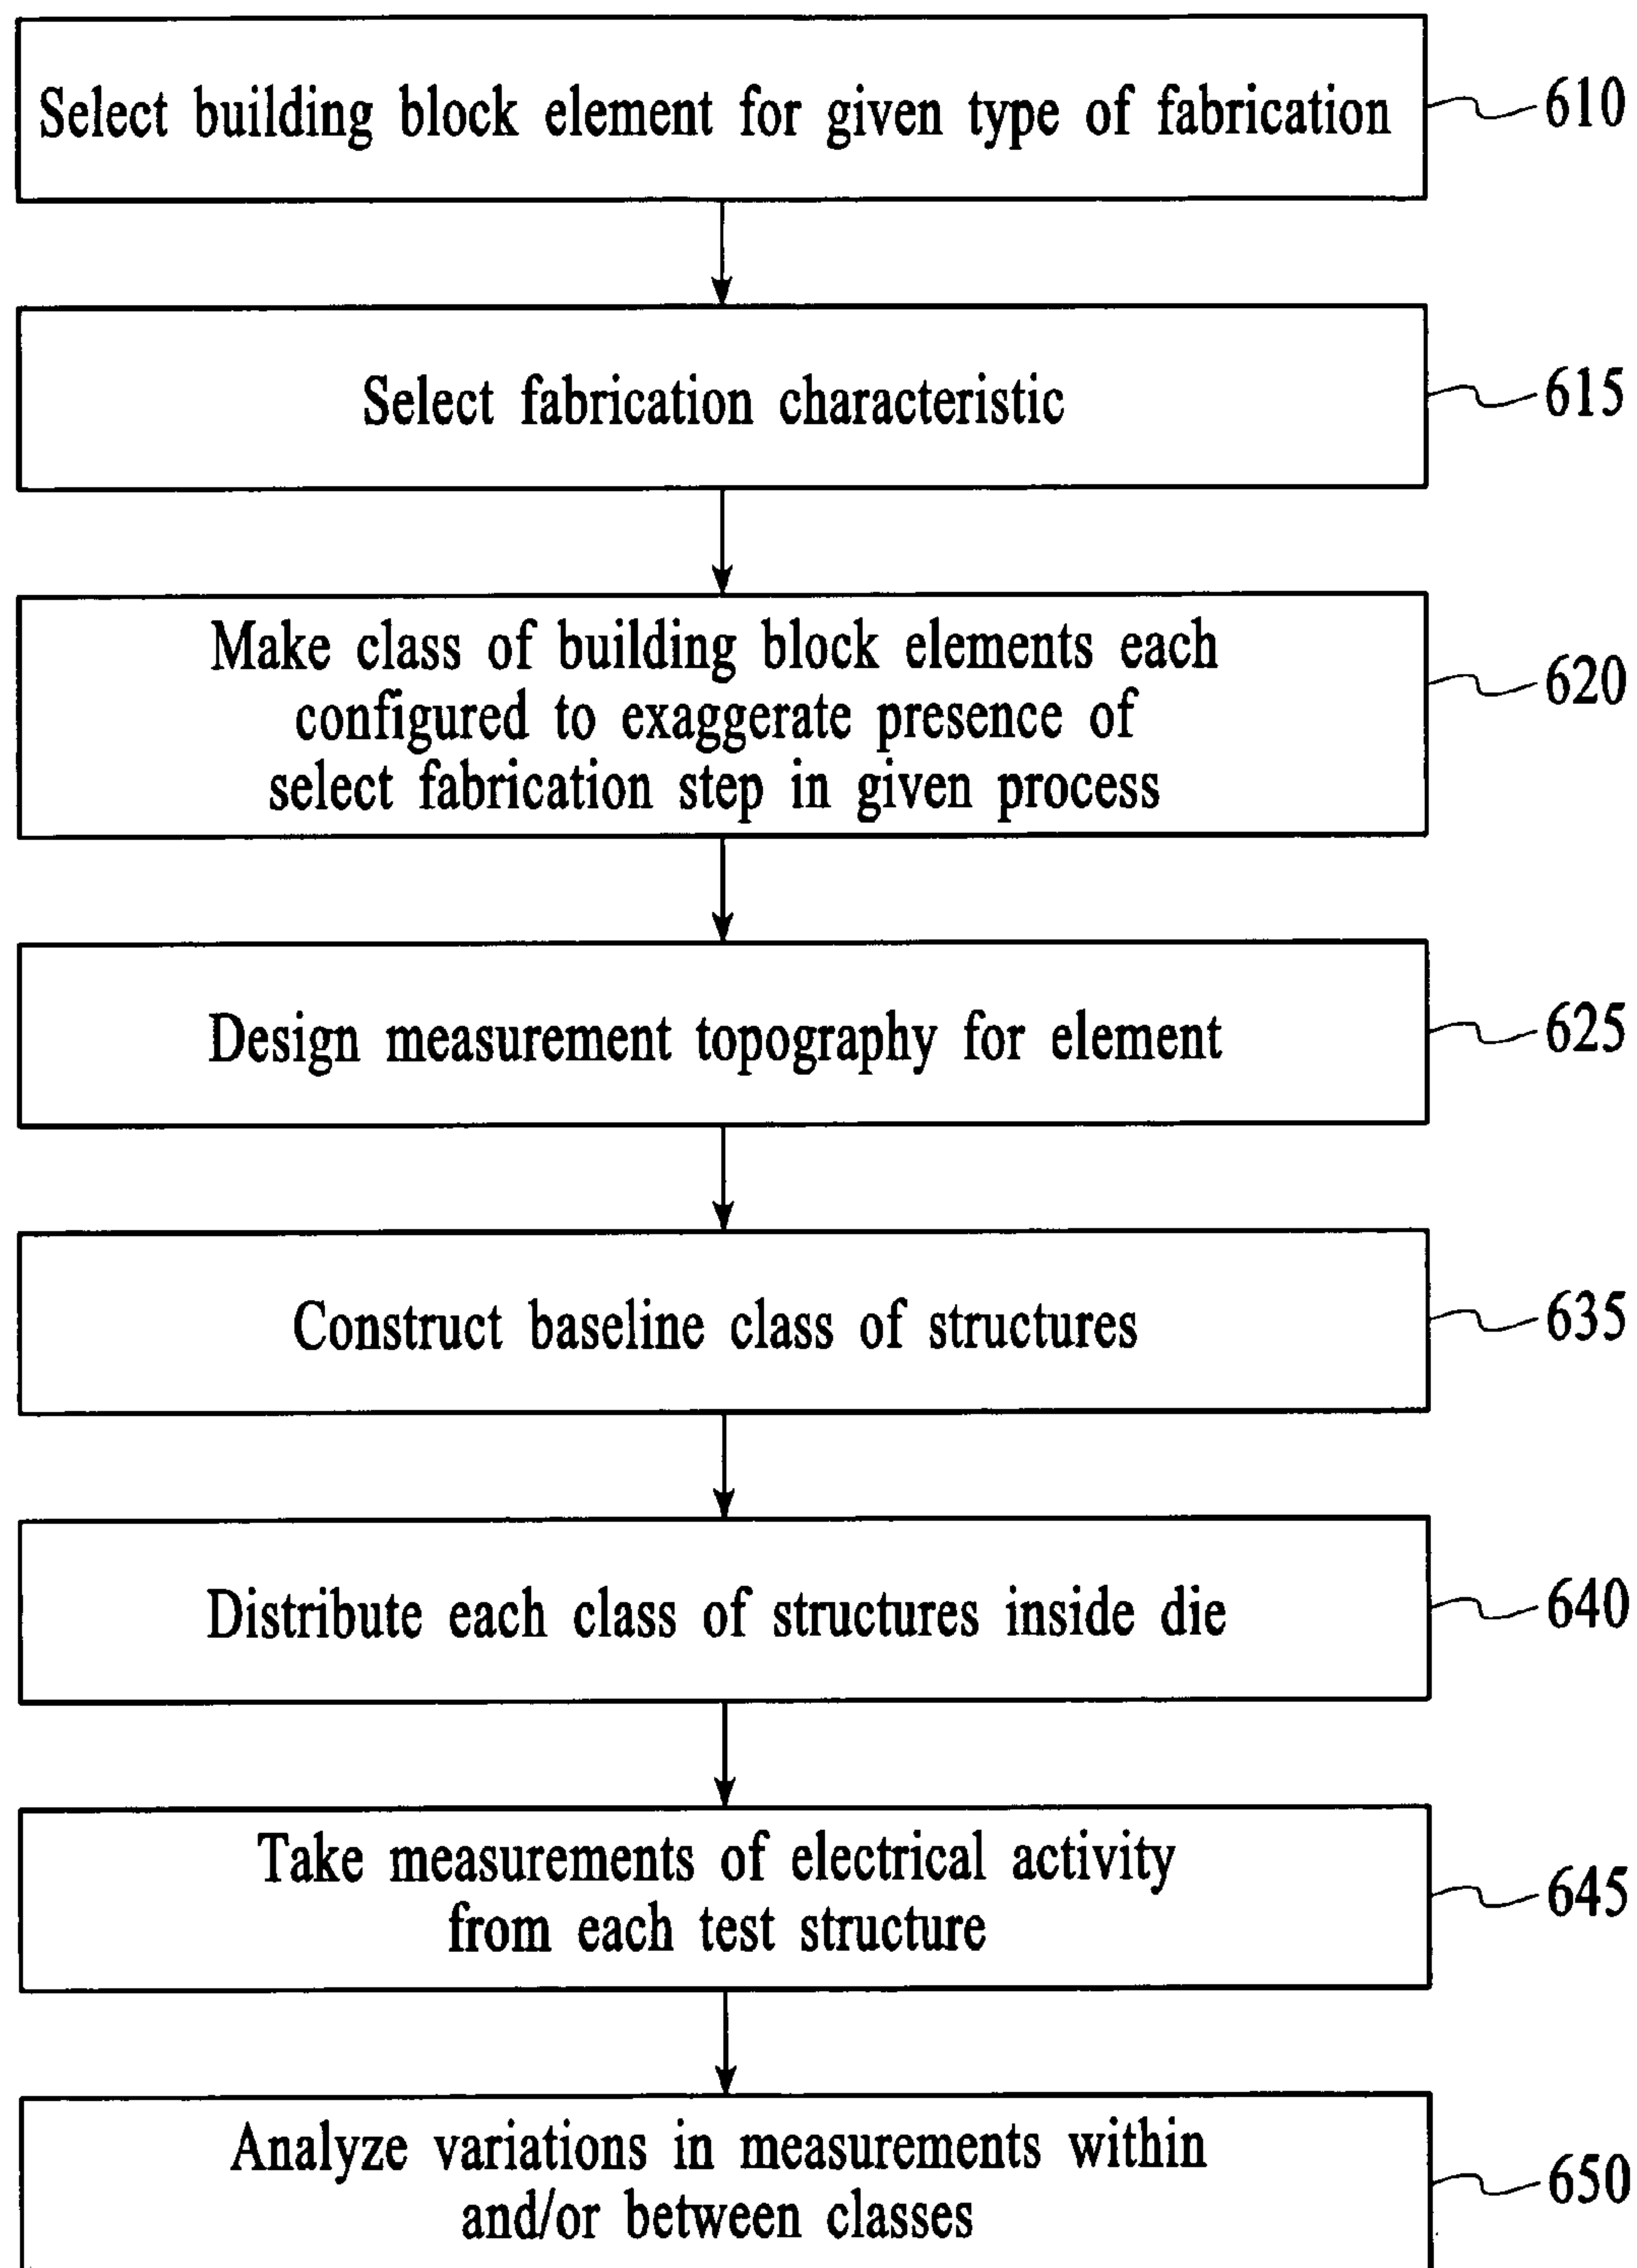 Select building block element for given type of fabrication
610
Select fabrication characteristic
615
Make class of building block elements each
configured to exaggerate presence of
select fabrication step in given process
620
Design measurement topography for element
625
Construct baseline class of structures
635
Distribute each class of structures inside die
640
Take measurements of electrical activity
from each test structure
645
Analyze variations in measurements within
and/or between classes
650